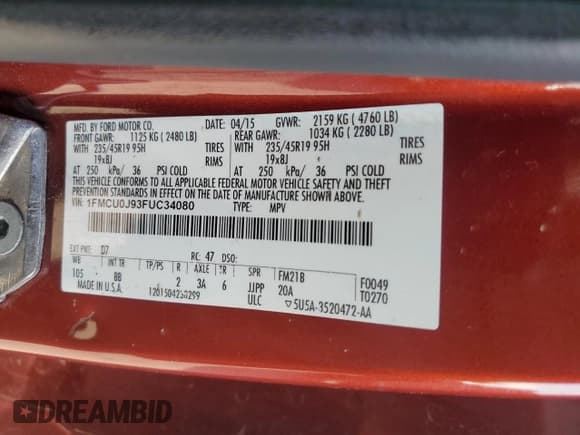 MFD. BY FORD MOTOR CO.
DATE: 04/15 GVWR: 2159 KG ( 4760 LB)
FRONT GAWR: 1125 KG ( 2480 LB) REAR GAWR: 1034 KG ( 2280 LB)
WITH 235/45R19 95H TIRES WITH 235/45R19 95H TIRES
19x8J RIMS 19x8J RIMS
AT 250 kPa/ 36 PSI COLD AT 250 kPa/ 36 PSI COLD
THIS VEHICLE CONFORMS TO ALL APPLICABLE FEDERAL MOTOR VEHICLE SAFETY AND THEFT
PREVENTION STANDARDS IN EFFECT ON THE DATE OF MANUFACTURE SHOWN ABOVE.
VIN: 1FMCU0J93FUC34080 TYPE: MPV
EXT PNT: D7 RC: 47 DSO:
WB INT TR TP/PS R AXLE TR SPR FM21B F0049
105 BB 2 3A 6 JJPP 20A T0270
MADE IN U.S.A. ULC
5U5A-3520472-AA
DREAMBID